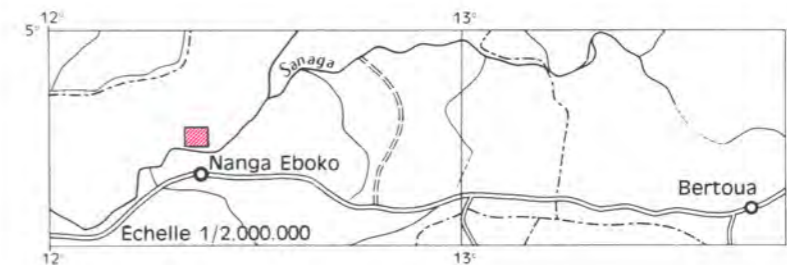 12° 13°
5°
Sanaga
Nanga Eboko
Bertoua
Echelle 1/2.000.000
12° 13°